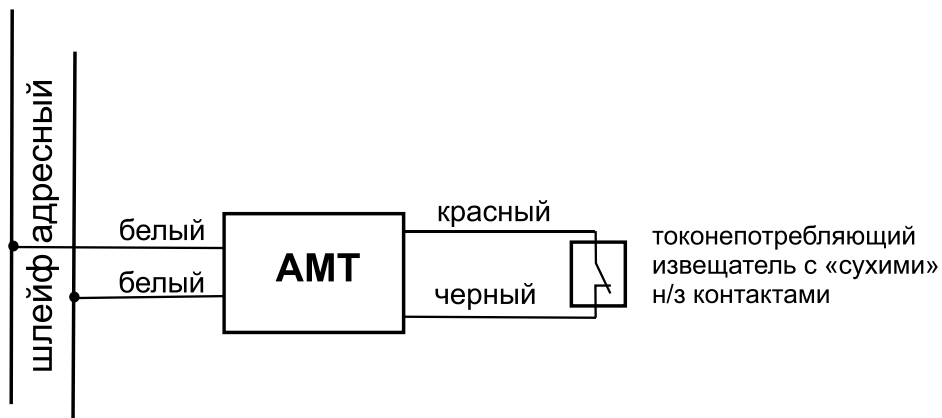 шлейф адресный
белый
белый
АМТ
красный
черный
токонепотребляющий
извещатель с «сухими»
н/з контактами